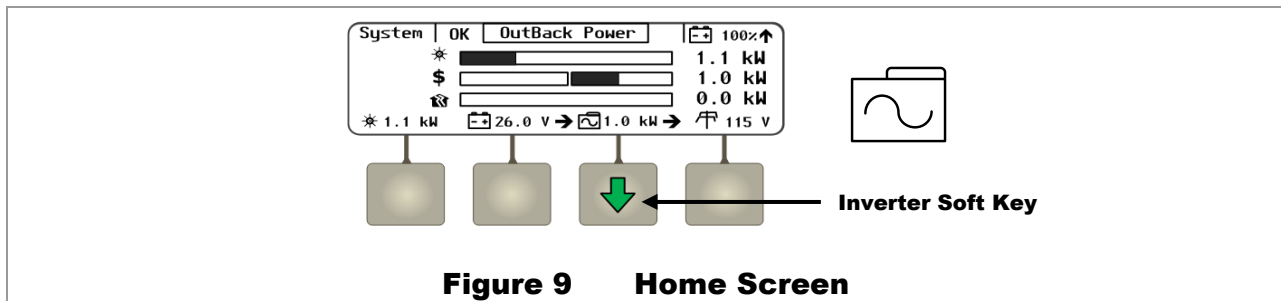 System OK OutBack Power 100%
1.1 kW
$ 1.0 kW
0.0 kW
1.1 kW 26.0 V 1.0 kW 115 V
Inverter Soft Key
Figure 9 Home Screen